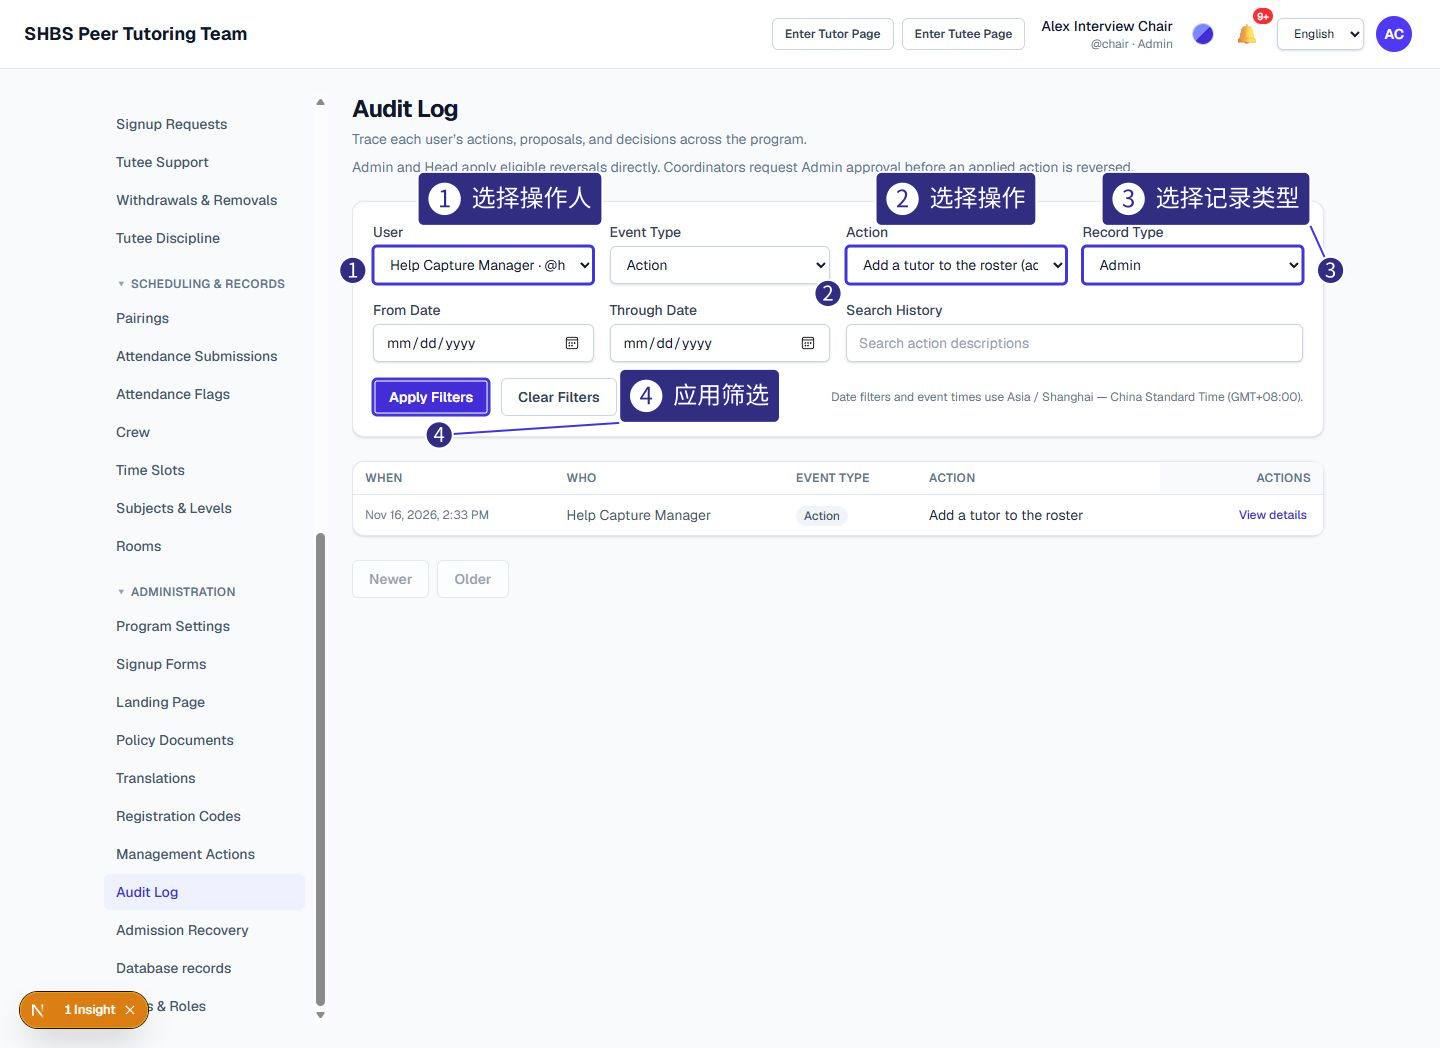 SHBS Peer Tutoring Team
Enter Tutor Page
Enter Tutee Page
Alex Interview Chair
@chair · Admin
9+
English
AC
Signup Requests
Tutee Support
Withdrawals & Removals
Tutee Discipline
SCHEDULING & RECORDS
Pairings
Attendance Submissions
Attendance Flags
Crew
Time Slots
Subjects & Levels
Rooms
ADMINISTRATION
Program Settings
Signup Forms
Landing Page
Policy Documents
Translations
Registration Codes
Management Actions
Audit Log
Admission Recovery
Database records
s & Roles
1 Insight
Audit Log
Trace each user's actions, proposals, and decisions across the program.
Admin and Head apply eligible reversals directly. Coordinators request Admin approval before an applied action is reversed.
1 选择操作人
2 选择操作
3 选择记录类型
User
Event Type
Action
Record Type
1
Help Capture Manager · @h
Action
2
Add a tutor to the roster (ac
Admin
3
From Date
Through Date
Search History
mm/dd/yyyy
mm/dd/yyyy
Search action descriptions
Apply Filters
Clear Filters
4 应用筛选
4
Date filters and event times use Asia / Shanghai — China Standard Time (GMT+08:00).
WHEN WHO EVENT TYPE ACTION ACTIONS
Nov 16, 2026, 2:33 PM Help Capture Manager Action Add a tutor to the roster View details
Newer
Older